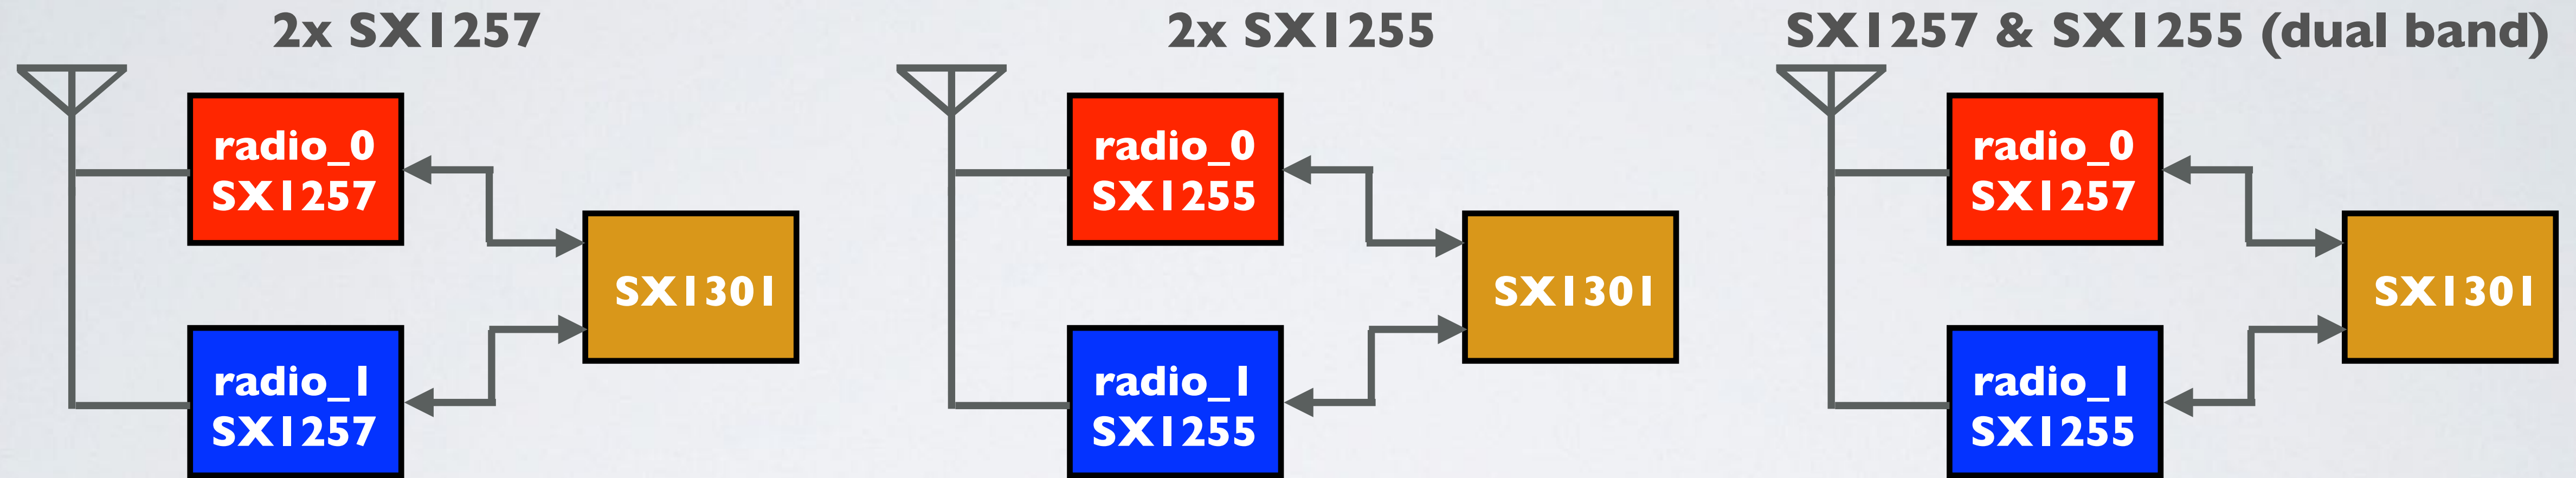 2x SX1257
radio_0
SX1257
SX1301
radio_1
SX1257
2x SX1255
radio_0
SX1255
SX1301
radio_1
SX1255
SX1257 & SX1255 (dual band)
radio_0
SX1257
SX1301
radio_1
SX1255